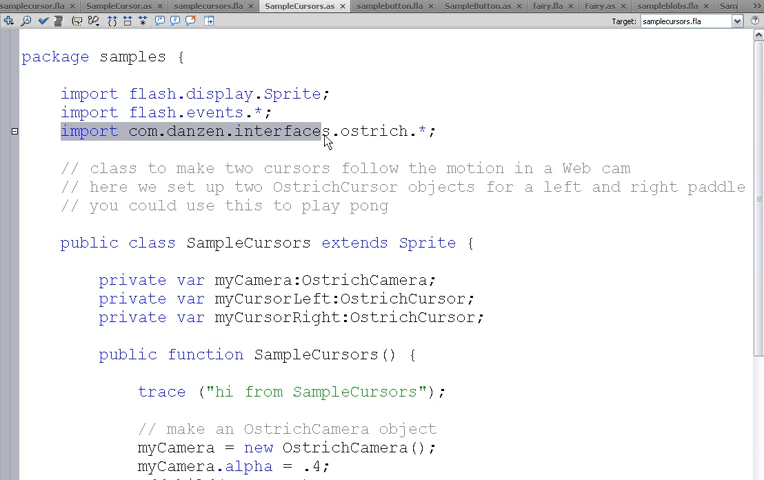 samplecursor.fla SampleCursor.as samplecursors.fla SampleCursors.as samplebutton.fla SampleButton.as fairy.fla Fairy.as sampleblobs.fla Sam
Target: samplecursors.fla
package samples {
import flash.display.Sprite;
import flash.events.*;
import com.danzen.interfaces.ostrich.*;
// class to make two cursors follow the motion in a Web cam
// here we set up two OstrichCursor objects for a left and right paddle
// you could use this to play pong
public class SampleCursors extends Sprite {
private var myCamera:OstrichCamera;
private var myCursorLeft:OstrichCursor;
private var myCursorRight:OstrichCursor;
public function SampleCursors() {
trace ("hi from SampleCursors");
// make an OstrichCamera object
myCamera = new OstrichCamera();
myCamera.alpha = .4;